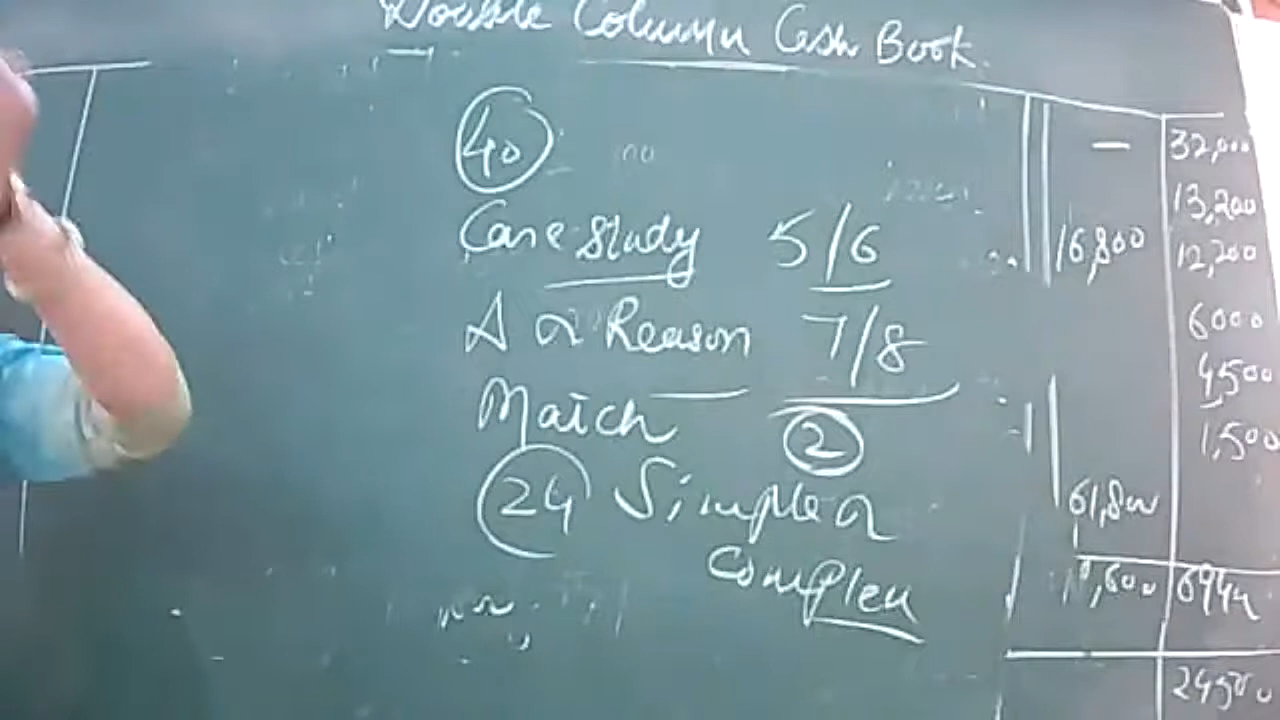 Double Column Cash Book.
40
Case study 5/6
A & Reason 7/8
Match 2
24 Simple &
Complex
— 32,000
13,200
16,800 12,200
6000
4,500
1,500
61,800